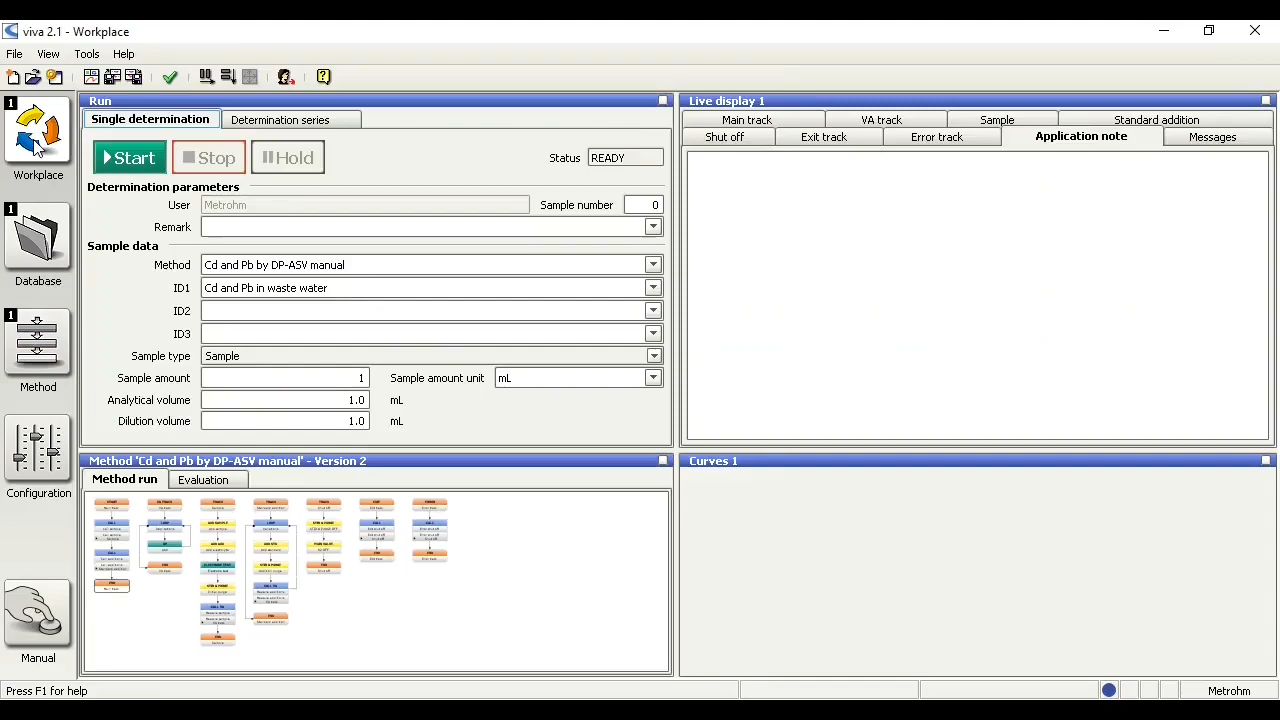 viva 2.1 - Workplace
File View Tools Help
1
Workplace
1
Database
1
Method
Configuration
Manual
Run
Single determination
Determination series
Start
Stop
Hold
Status READY
Determination parameters
User Metrohm Sample number 0
Remark
Sample data
Method Cd and Pb by DP-ASV manual
ID1 Cd and Pb in waste water
ID2
ID3
Sample type Sample
Sample amount 1 Sample amount unit mL
Analytical volume 1.0 mL
Dilution volume 1.0 mL
Live display 1
Main track VA track Sample Standard addition
Shut off Exit track Error track Application note Messages
Method 'Cd and Pb by DP-ASV manual' - Version 2
Method run
Evaluation
Curves 1
Press F1 for help
Metrohm